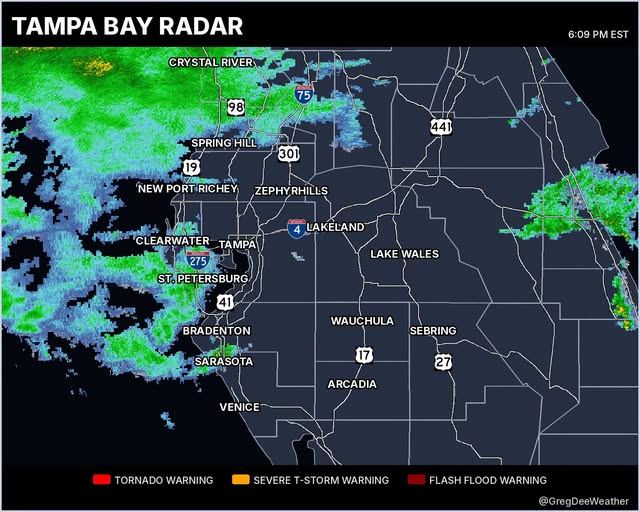 TAMPA BAY RADAR
6:09 PM EST
CRYSTAL RIVER
75
98
441
SPRING HILL
301
19
NEW PORT RICHEY
ZEPHYRHILLS
4
LAKELAND
CLEARWATER
TAMPA
LAKE WALES
275
ST. PETERSBURG
41
WAUCHULA
BRADENTON
SEBRING
17
27
SARASOTA
ARCADIA
VENICE
TORNADO WARNING
SEVERE T-STORM WARNING
FLASH FLOOD WARNING
@GregDeeWeather